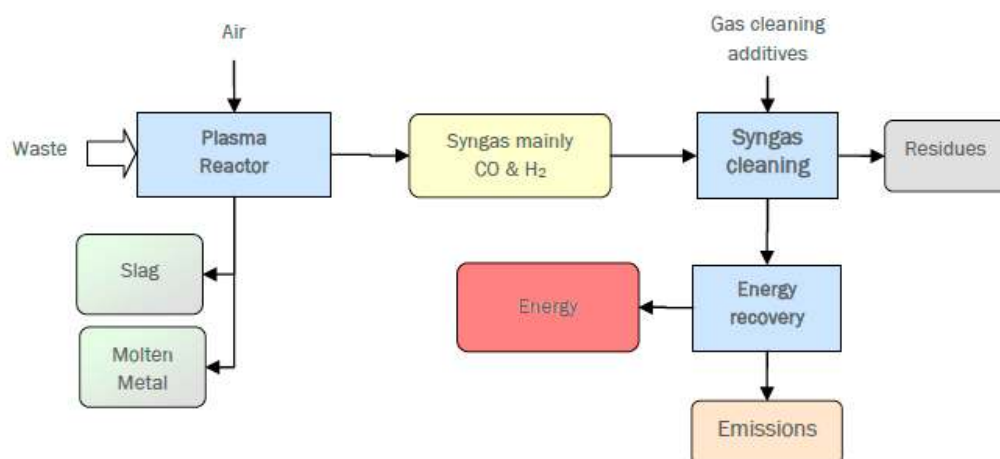 Air
Gas cleaning
additives
Waste
Plasma
Reactor
Syngas mainly
CO & H₂
Syngas
cleaning
Residues
Slag
Energy
Energy
recovery
Molten
Metal
Emissions